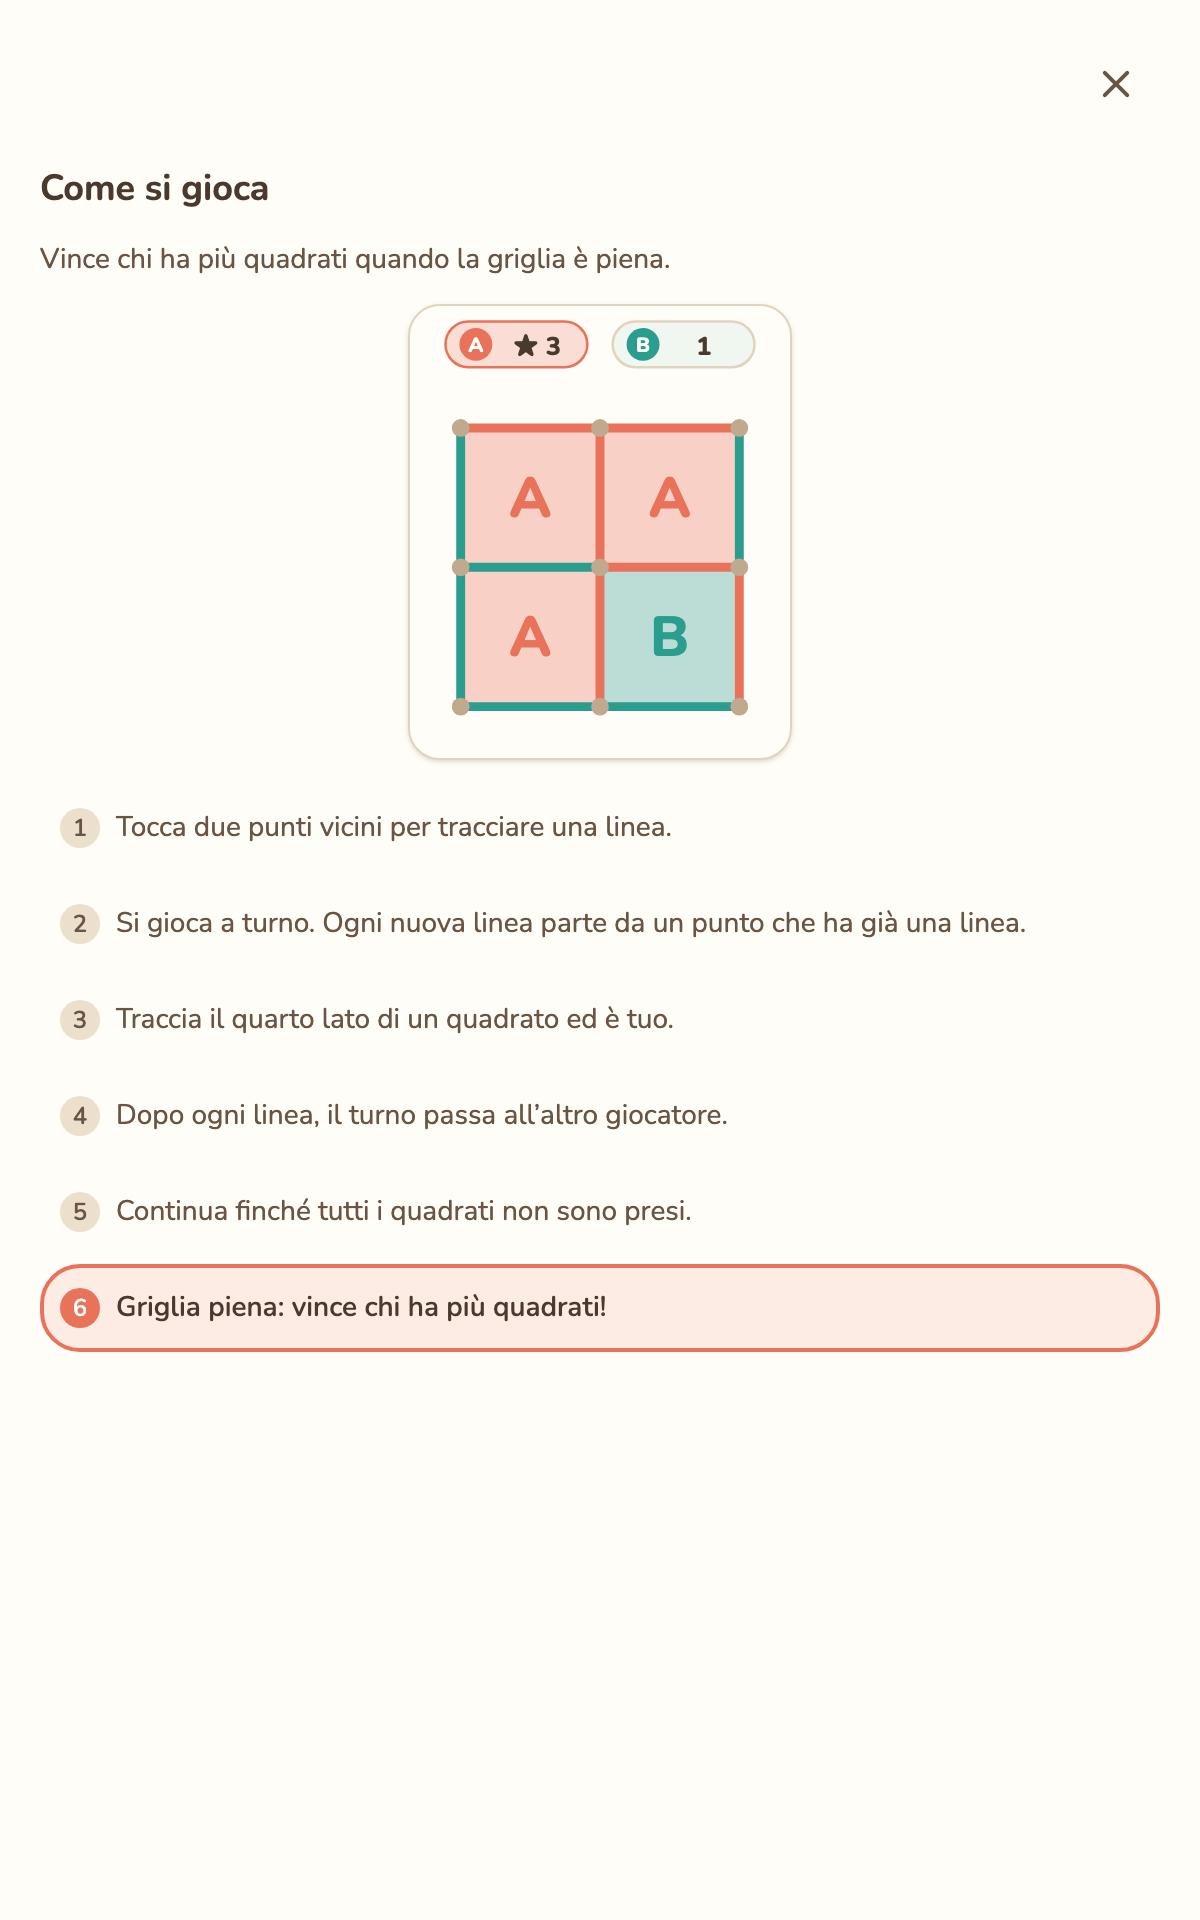 Come si gioca
Vince chi ha più quadrati quando la griglia è piena.
A ★ 3 B 1
A A
A B
1 Tocca due punti vicini per tracciare una linea.
2 Si gioca a turno. Ogni nuova linea parte da un punto che ha già una linea.
3 Traccia il quarto lato di un quadrato ed è tuo.
4 Dopo ogni linea, il turno passa all’altro giocatore.
5 Continua finché tutti i quadrati non sono presi.
6 Griglia piena: vince chi ha più quadrati!